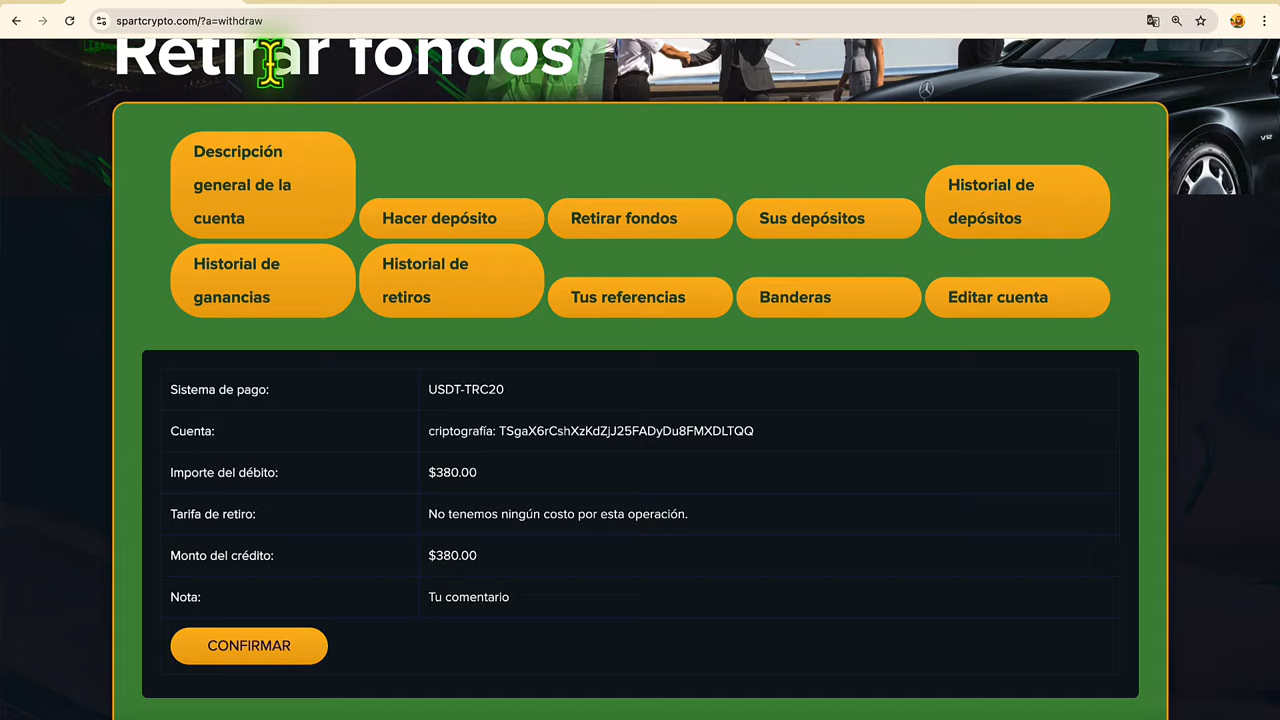 spartcrypto.com/?a=withdraw
Retirar fondos
Descripción
general de la
cuenta
Hacer depósito
Retirar fondos
Sus depósitos
Historial de
depósitos
Historial de
ganancias
Historial de
retiros
Tus referencias
Banderas
Editar cuenta
Sistema de pago: USDT-TRC20
Cuenta: criptografía: TSgaX6rCshXzKdZjJ25FADyDu8FMXDLTQQ
Importe del débito: $380.00
Tarifa de retiro: No tenemos ningún costo por esta operación.
Monto del crédito: $380.00
Nota: Tu comentario
CONFIRMAR
V12